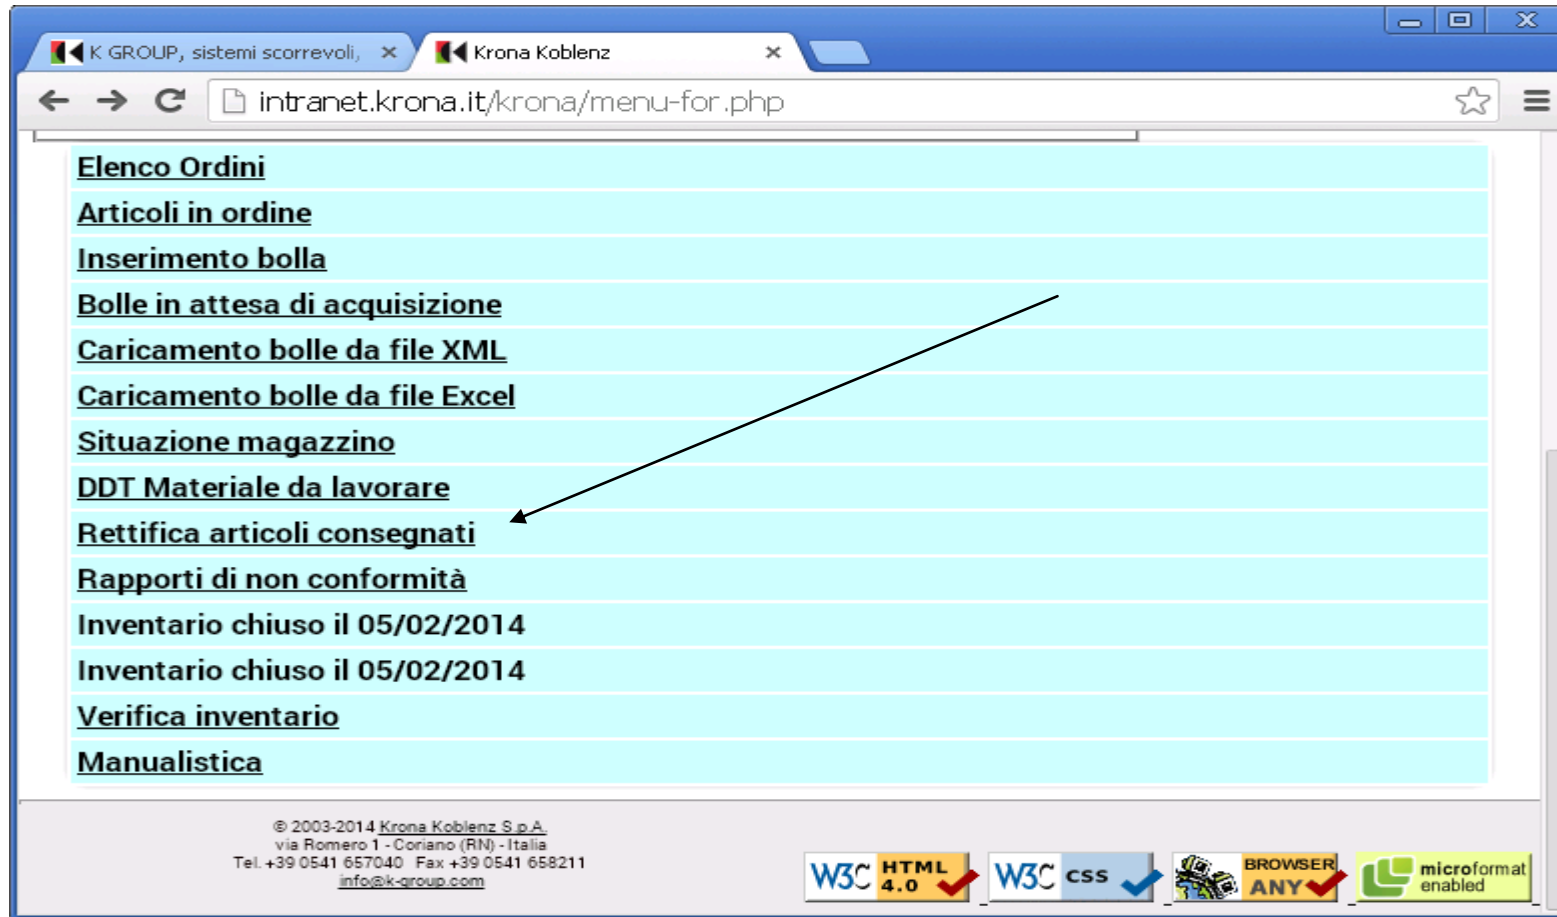 K GROUP, sistemi scorrevoli,
Krona Koblenz
intranet.krona.it/krona/menu-for.php
Elenco Ordini
Articoli in ordine
Inserimento bolla
Bolle in attesa di acquisizione
Caricamento bolle da file XML
Caricamento bolle da file Excel
Situazione magazzino
DDT Materiale da lavorare
Rettifica articoli consegnati
Rapporti di non conformità
Inventario chiuso il 05/02/2014
Inventario chiuso il 05/02/2014
Verifica inventario
Manualistica
© 2003-2014 Krona Koblenz S.p.A.
via Romero 1 - Coriano (RN) - Italia
Tel. +39 0541 657040 Fax +39 0541 658211
info@k-group.com
W3C HTML 4.0
W3C css
BROWSER ANY
microformat enabled